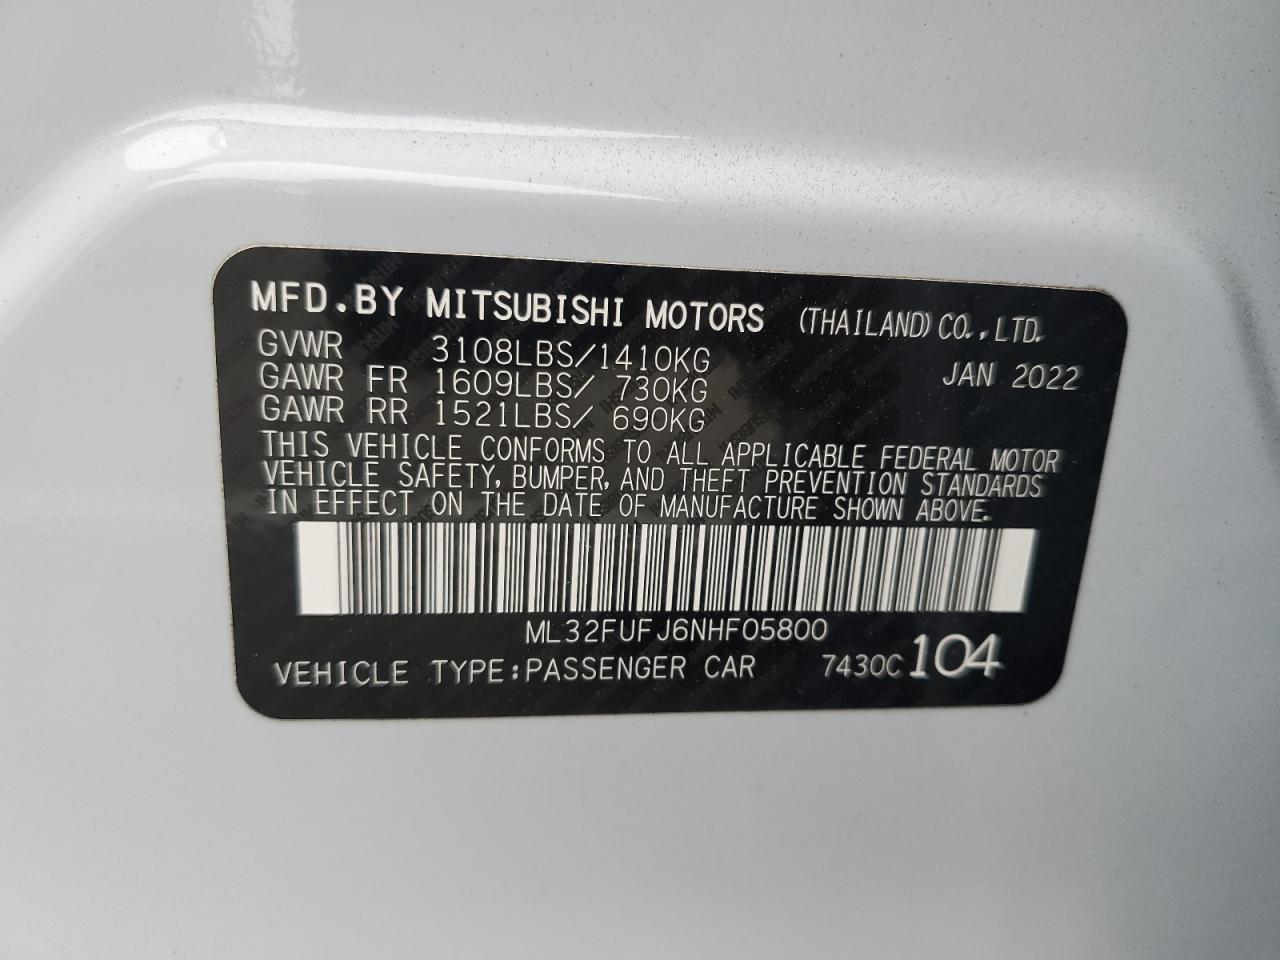 MFD.BY MITSUBISHI MOTORS (THAILAND) CO.,LTD.
GVWR 3108LBS/1410KG JAN 2022
GAWR FR 1609LBS/ 730KG
GAWR RR 1521LBS/ 690KG
THIS VEHICLE CONFORMS TO ALL APPLICABLE FEDERAL MOTOR
VEHICLE SAFETY, BUMPER, AND THEFT PREVENTION STANDARDS
IN EFFECT ON THE DATE OF MANUFACTURE SHOWN ABOVE.
ML32FUFJ6NHF05800
VEHICLE TYPE:PASSENGER CAR 7430C 104